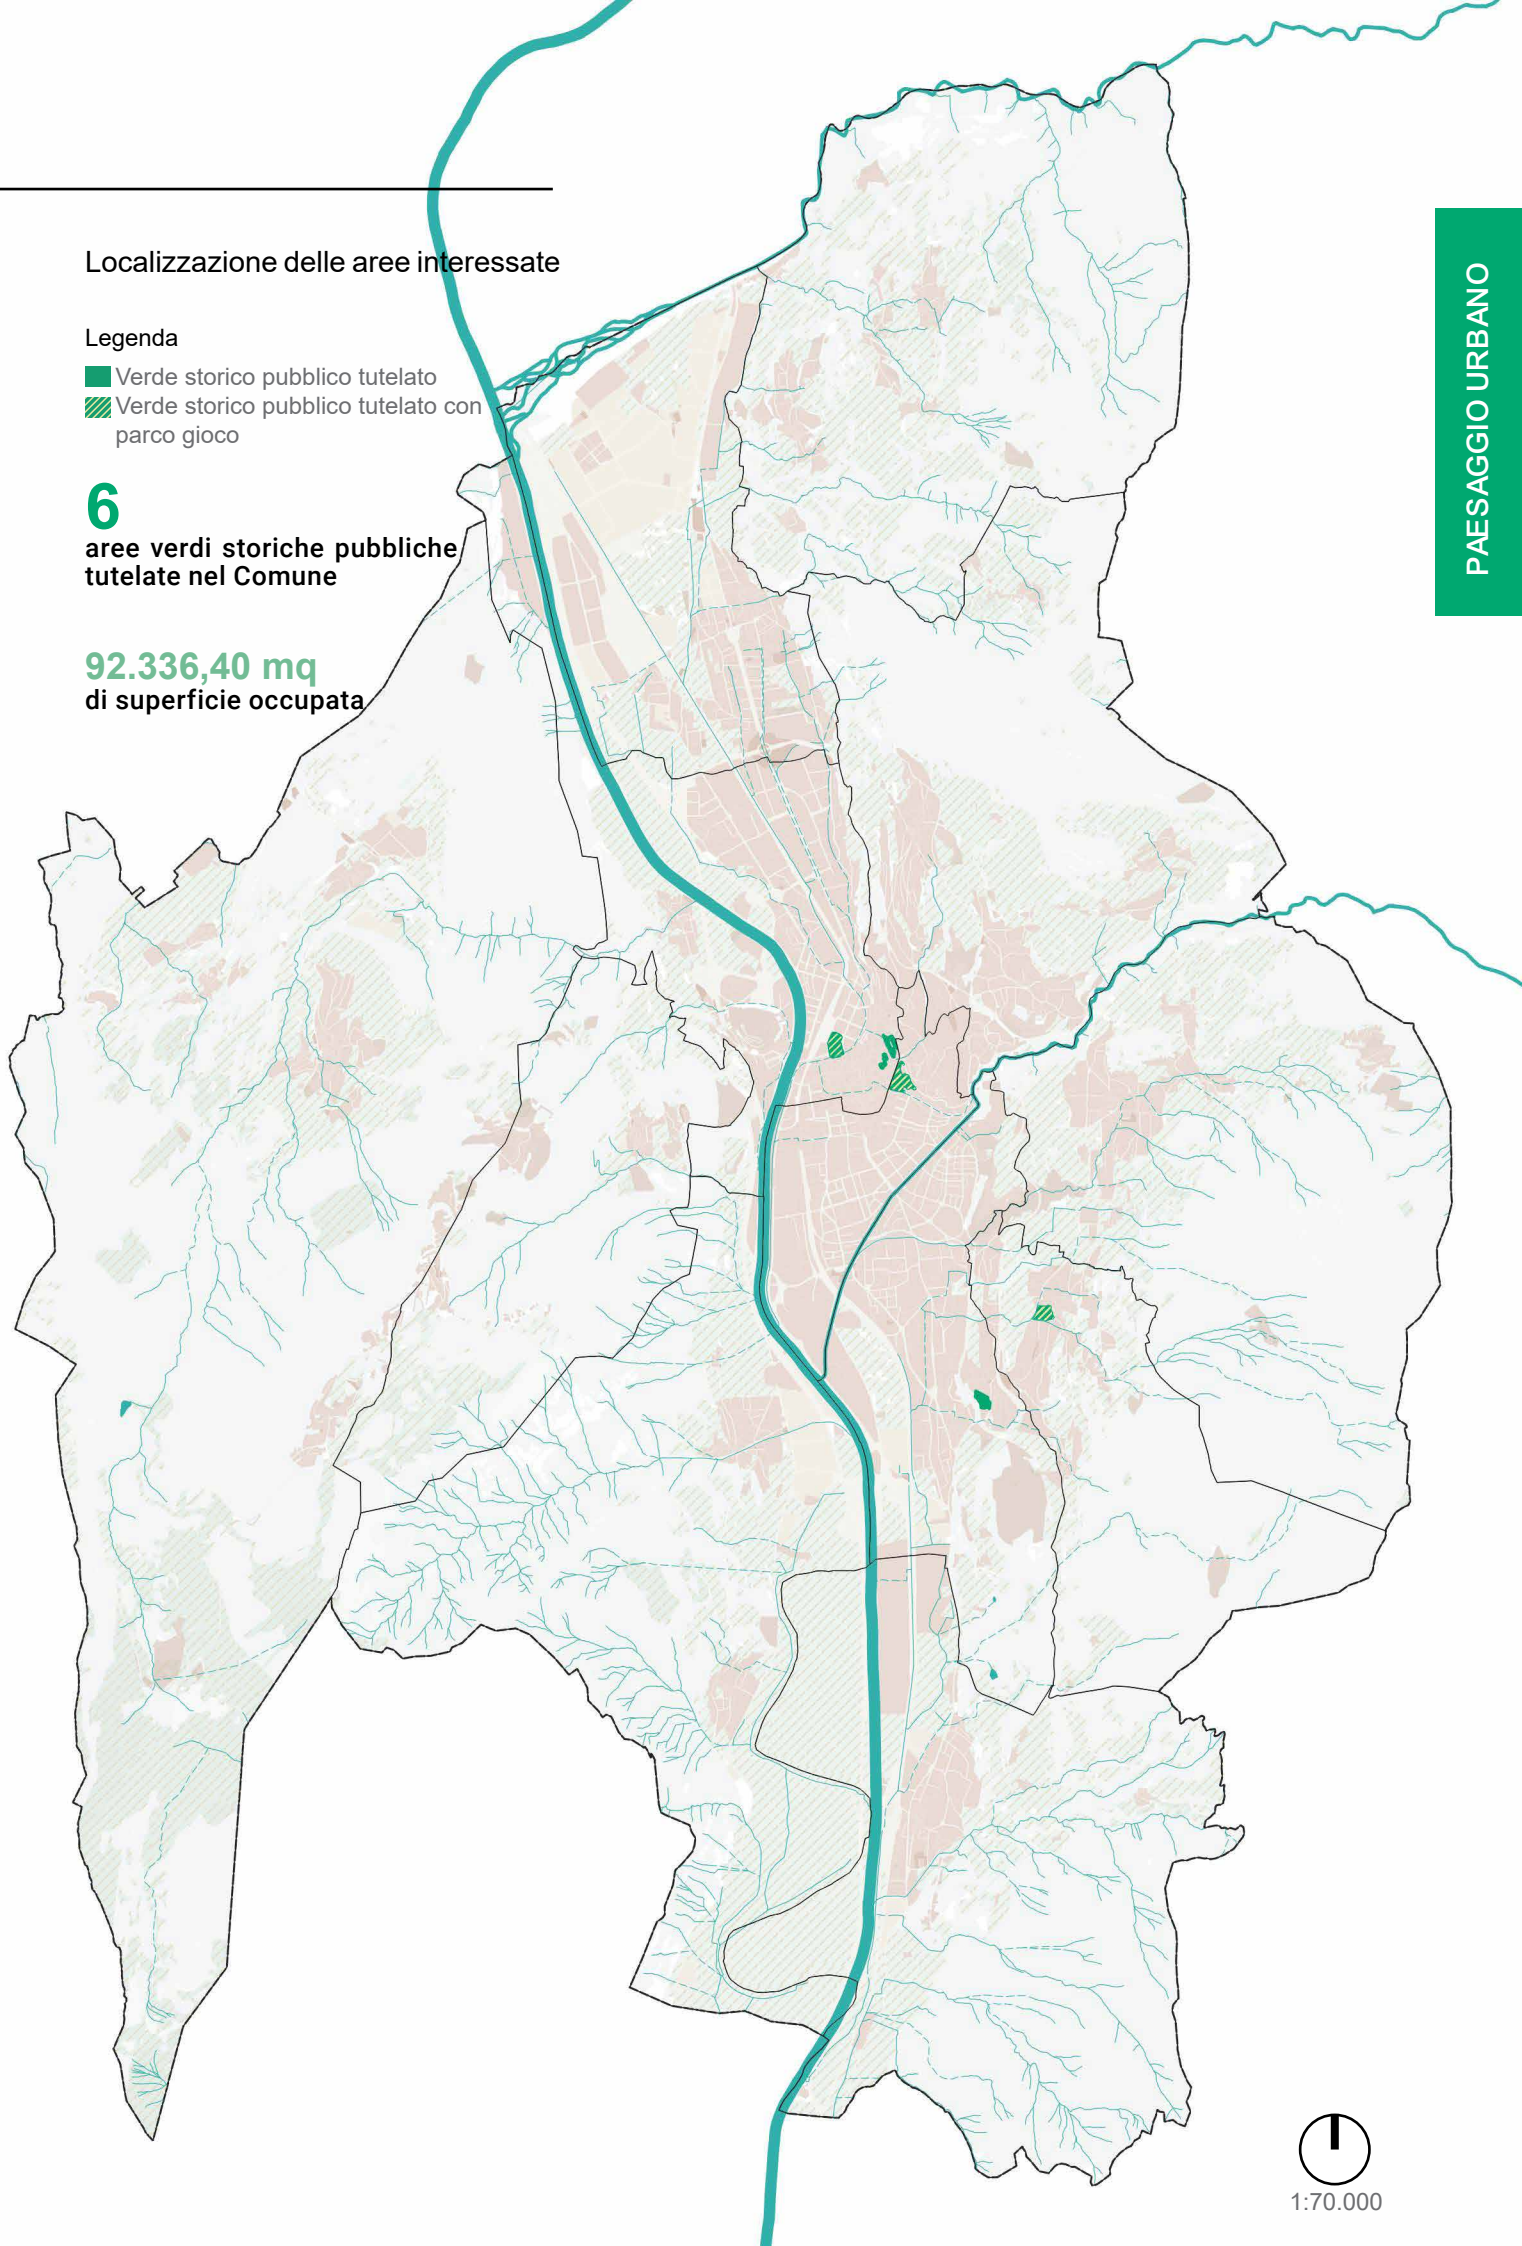 Localizzazione delle aree interessate
Legenda
Verde storico pubblico tutelato
Verde storico pubblico tutelato con
parco gioco
6
aree verdi storiche pubbliche
tutelate nel Comune
92.336,40 mq
di superficie occupata
PAESAGGIO URBANO
1:70.000